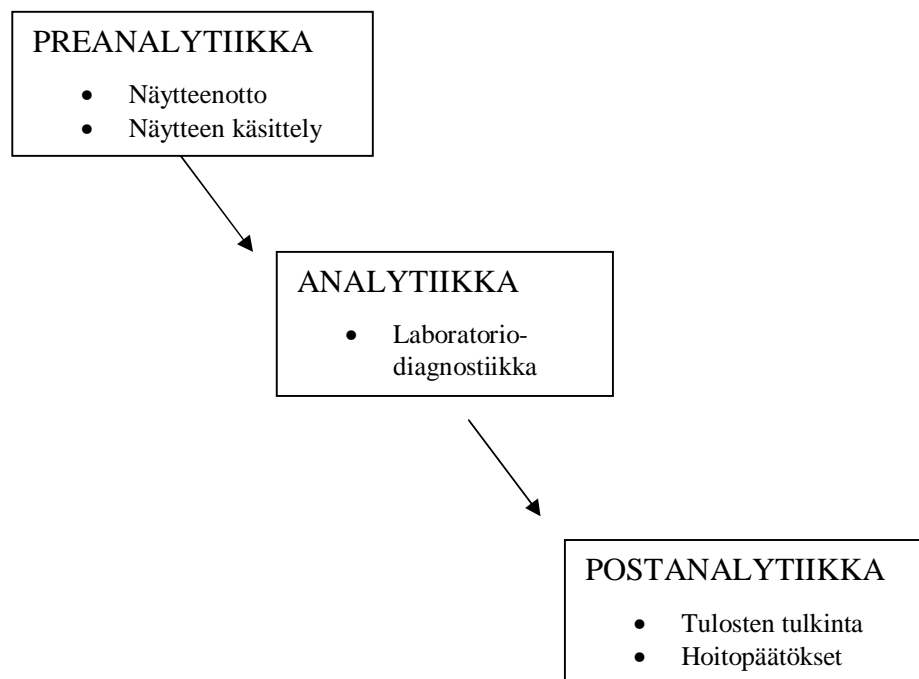 PREANALYTIIKKA
• Näytteenotto
• Näytteen käsittely
ANALYTIIKKA
• Laboratorio-
diagnostiikka
POSTANALYTIIKKA
• Tulosten tulkinta
• Hoitopäätökset